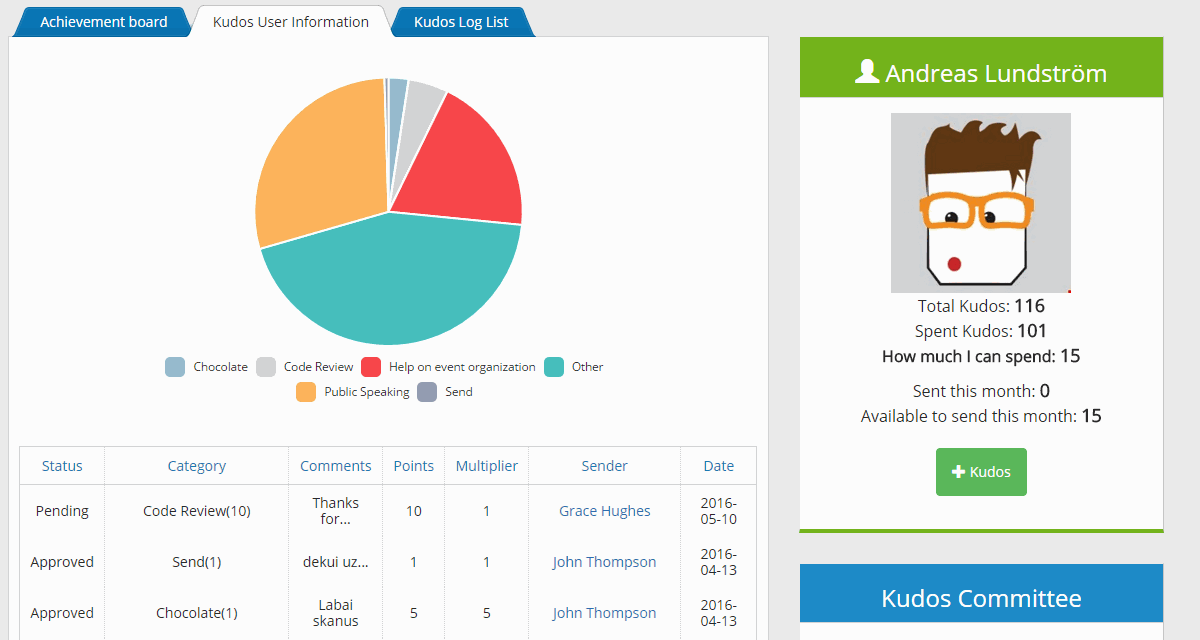 Achievement board
Kudos User Information
Kudos Log List
Chocolate
Code Review
Help on event organization
Other
Public Speaking
Send
Status Category Comments Points Multiplier Sender Date
Pending Code Review(10) Thanks for... 10 1 Grace Hughes 2016-05-10
Approved Send(1) dekui uz... 1 1 John Thompson 2016-04-13
Approved Chocolate(1) Labai skanus 5 5 John Thompson 2016-04-13
Andreas Lundström
Total Kudos: 116
Spent Kudos: 101
How much I can spend: 15
Sent this month: 0
Available to send this month: 15
Kudos
Kudos Committee